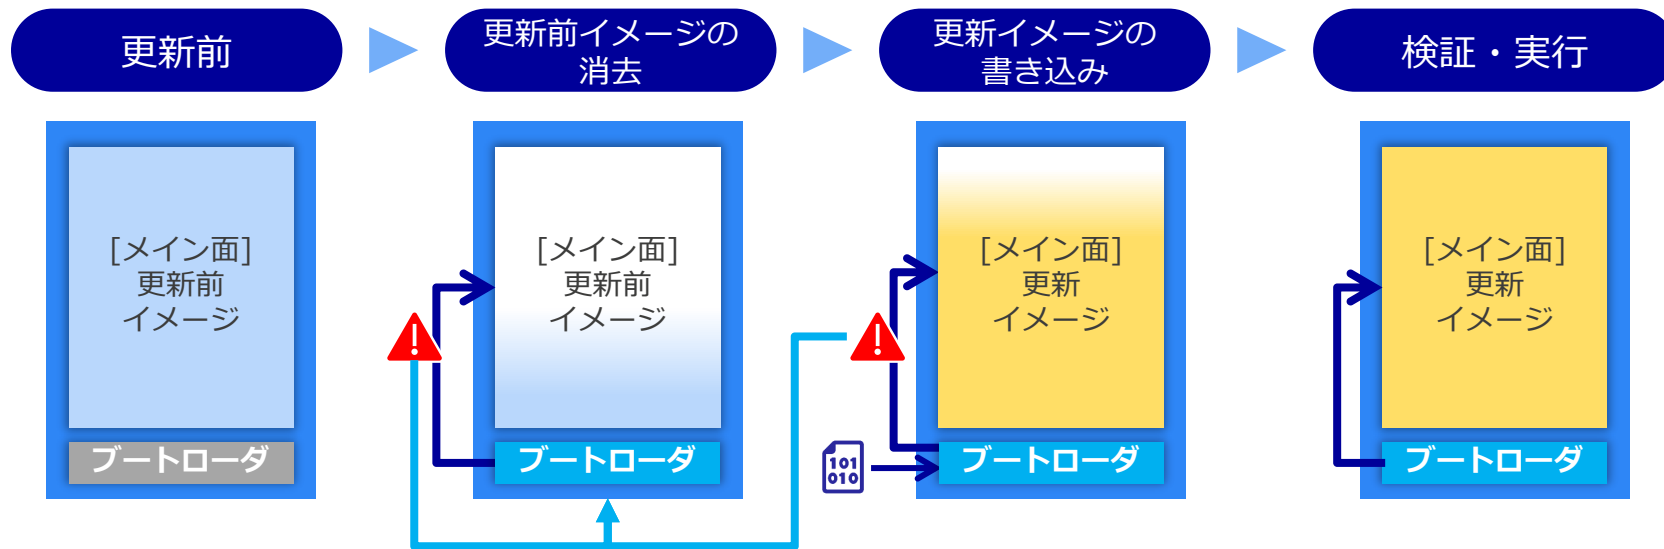 更新前
更新前イメージの
消去
更新イメージの
書き込み
検証・実行
[メイン面]
更新前
イメージ
ブートローダ
[メイン面]
更新前
イメージ
ブートローダ
101
010
[メイン面]
更新
イメージ
ブートローダ
[メイン面]
更新
イメージ
ブートローダ